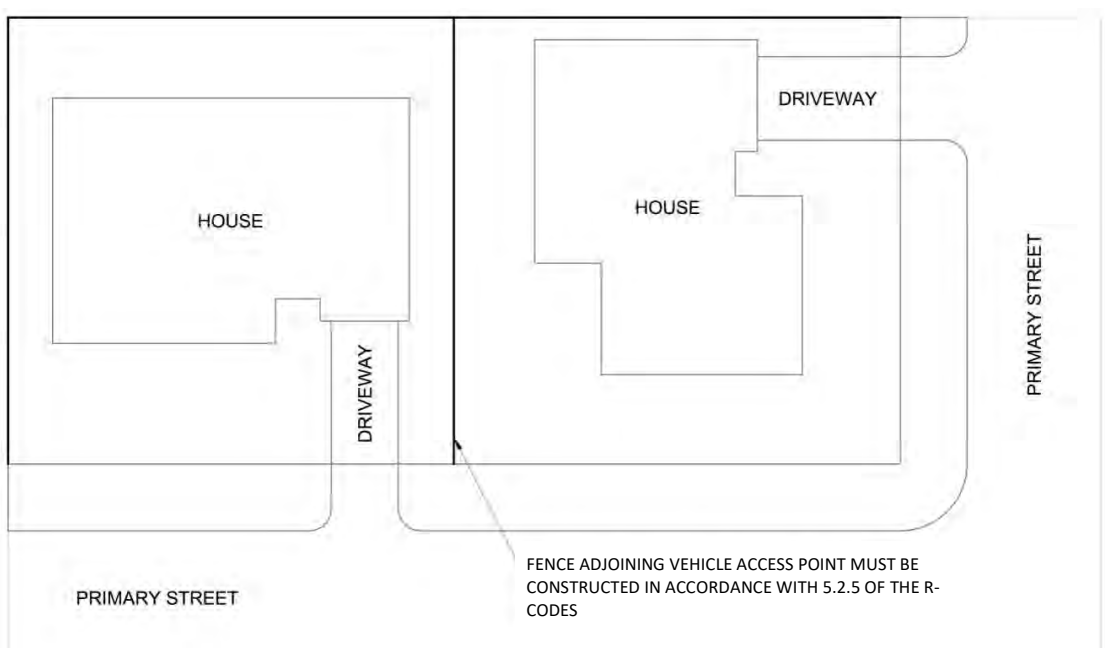 DRIVEWAY
HOUSE
HOUSE
PRIMARY STREET
DRIVEWAY
FENCE ADJOINING VEHICLE ACCESS POINT MUST BE
CONSTRUCTED IN ACCORDANCE WITH 5.2.5 OF THE R-
CODES
PRIMARY STREET